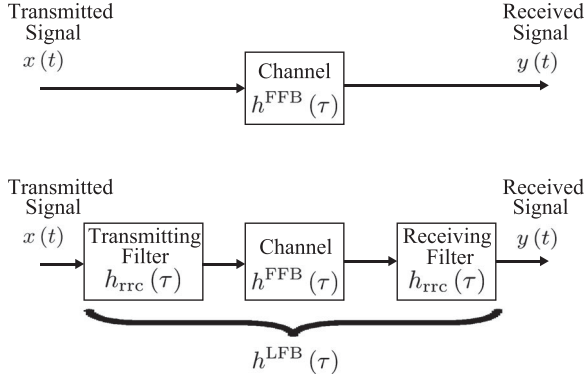 Transmitted Signal
x (t)
Channel
h^FFB (τ)
Received Signal
y (t)
Transmitted Signal
x (t)
Transmitting Filter
h_rrc (τ)
Channel
h^FFB (τ)
Receiving Filter
h_rrc (τ)
Received Signal
y (t)
h^LFB (τ)